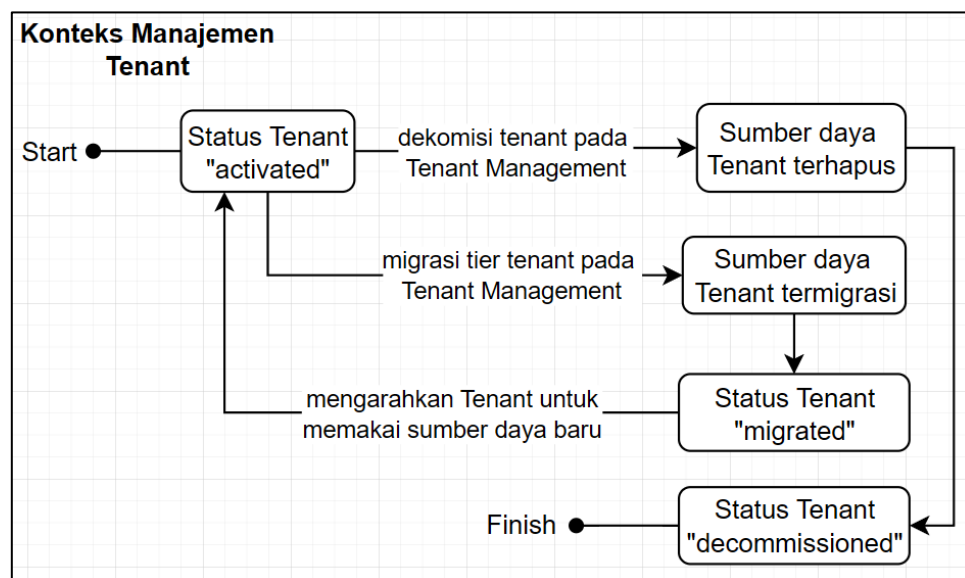 Konteks Manajemen
Tenant
Start
Status Tenant
"activated"
dekomisi tenant pada
Tenant Management
Sumber daya
Tenant terhapus
migrasi tier tenant pada
Tenant Management
Sumber daya
Tenant termigrasi
mengarahkan Tenant untuk
memakai sumber daya baru
Status Tenant
"migrated"
Finish
Status Tenant
"decommissioned"